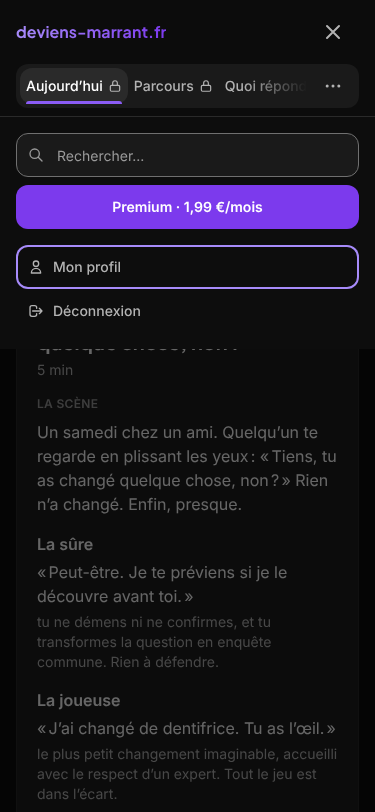 deviens-marrant.fr
Aujourd'hui Parcours Quoi répond
Rechercher...
Premium · 1,99 €/mois
Mon profil
Déconnexion
quelque chose, non ?
5 min
LA SCÈNE
Un samedi chez un ami. Quelqu'un te
regarde en plissant les yeux : « Tiens, tu
as changé quelque chose, non ? » Rien
n'a changé. Enfin, presque.
La sûre
« Peut-être. Je te préviens si je le
découvre avant toi. »
tu ne démens ni ne confirmes, et tu
transformes la question en enquête
commune. Rien à défendre.
La joueuse
« J'ai changé de dentifrice. Tu as l'œil. »
le plus petit changement imaginable, accueilli
avec le respect d'un expert. Tout le jeu est
dans l'écart.